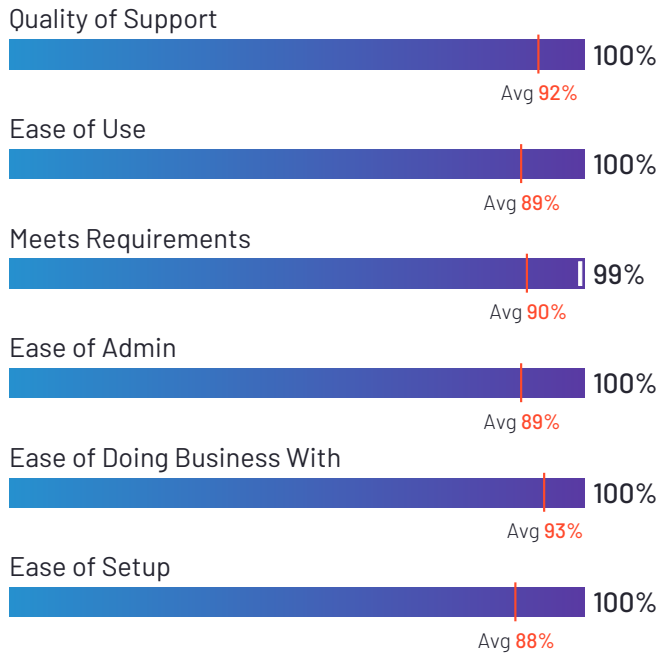 Quality of Support
100%
Avg 92%
Ease of Use
100%
Avg 89%
Meets Requirements
99%
Avg 90%
Ease of Admin
100%
Avg 89%
Ease of Doing Business With
100%
Avg 93%
Ease of Setup
100%
Avg 88%